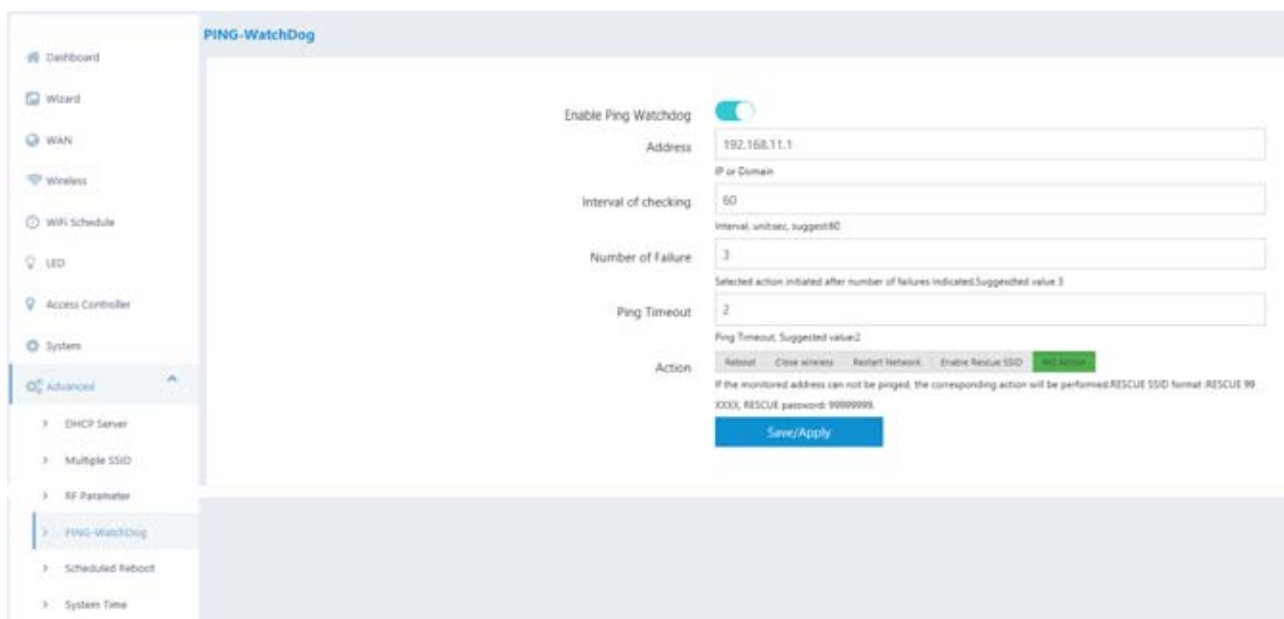 PING-WatchDog
Dashboard
Wizard
WAN
Wireless
WiFi Schedule
LED
Access Controller
System
Advanced
DHCP Server
Multiple SSID
RF Parameter
PING-WatchDog
Scheduled Reboot
System Time
Enable Ping Watchdog
Address
192.168.11.1
IP or Domain
Interval of checking
60
Interval, unit:sec, suggest:60
Number of Failure
3
Selected action initiated after number of failures indicated.Suggesdted value 3
Ping Timeout
2
Ping Timeout, Suggested value:2
Action
Reboot Close wireless Restart Network Enable Rescue SSID
If the monitored address can not be pinged, the corresponding action will be performed.RESCUE SSID format :RESCUE 99
XXXX, RESCUE password: 99999999.
Save/Apply